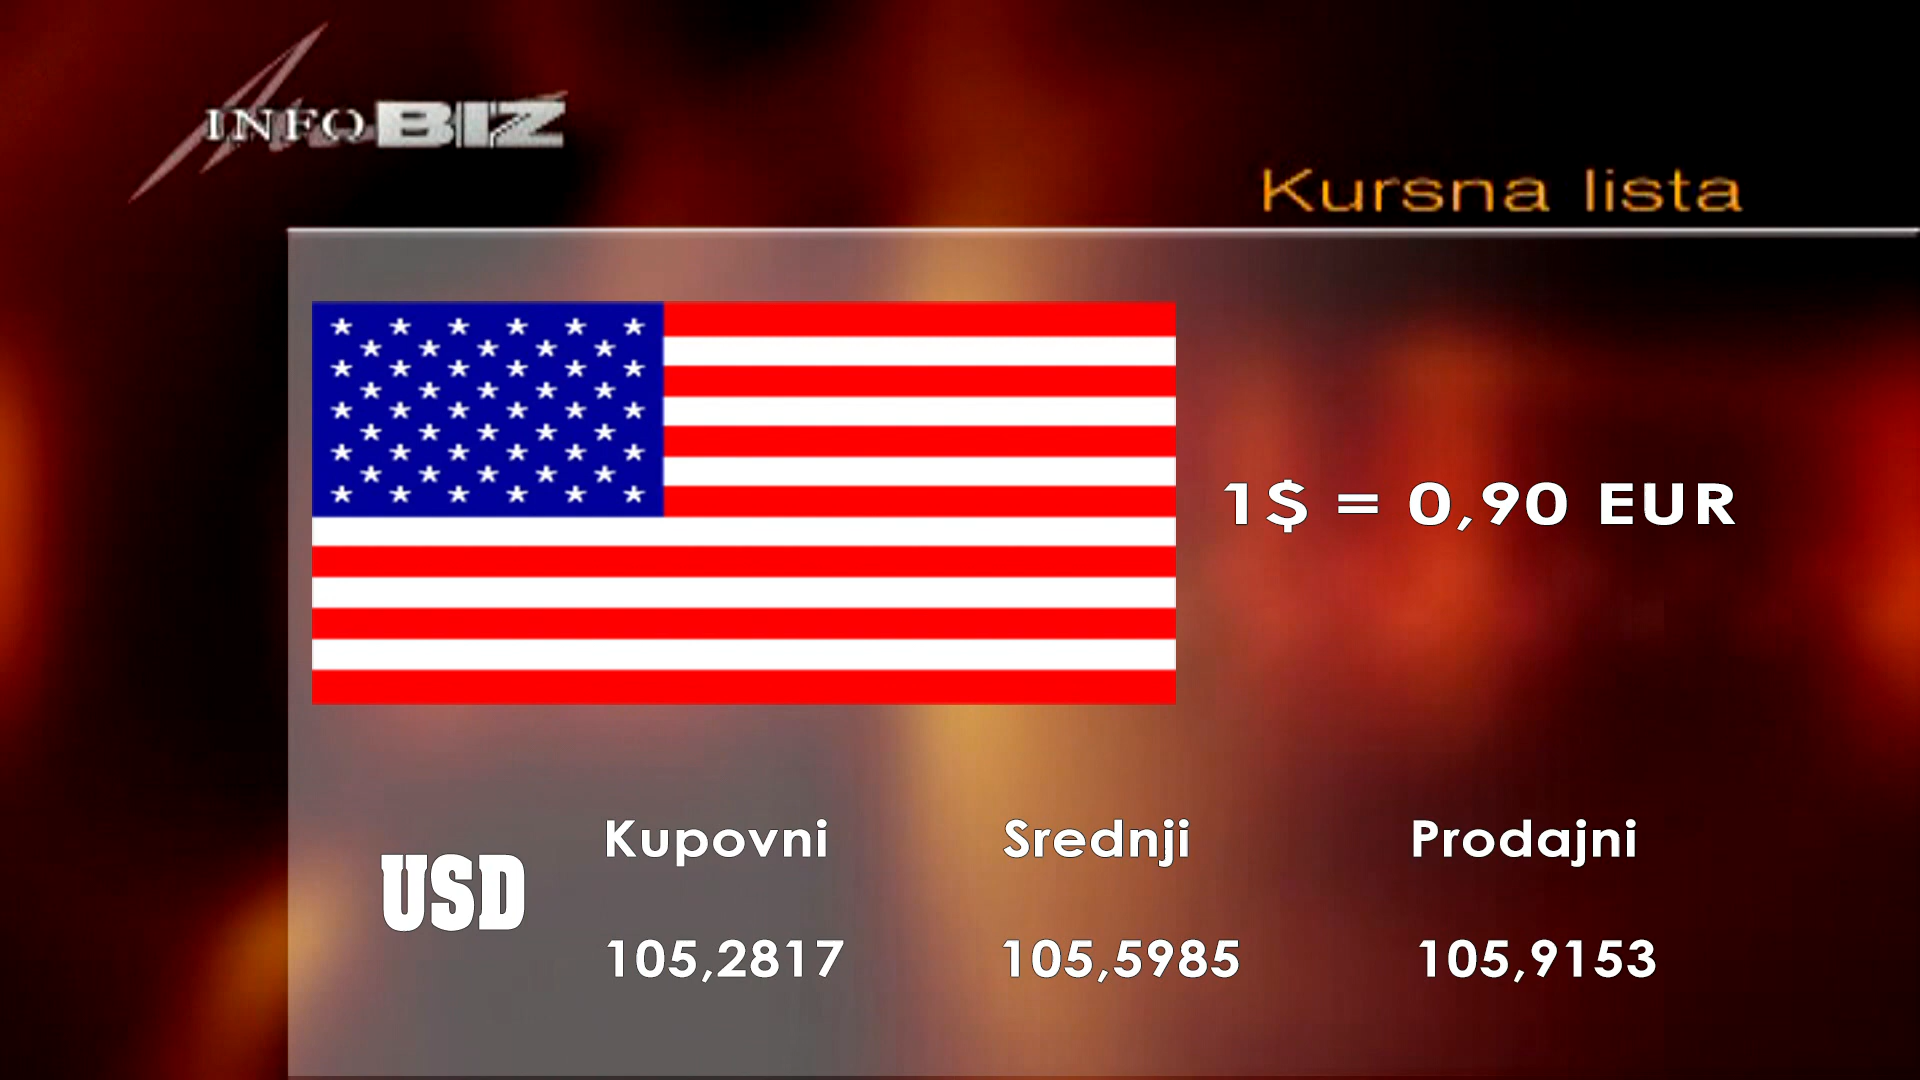 INFO BIZ
Kursna lista
1$ = 0,90 EUR
Kupovni Srednji Prodajni
USD
105,2817 105,5985 105,9153